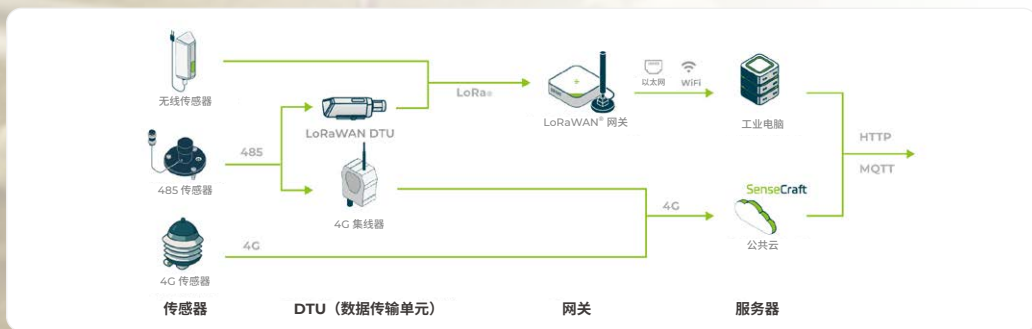 无线传感器
LoRa®
LoRaWAN DTU
485
485 传感器
4G 集线器
4G
4G 传感器
LoRaWAN® 网关
以太网
WiFi
工业电脑
HTTP
MQTT
4G
SenseCraft
公共云
传感器
DTU（数据传输单元）
网关
服务器